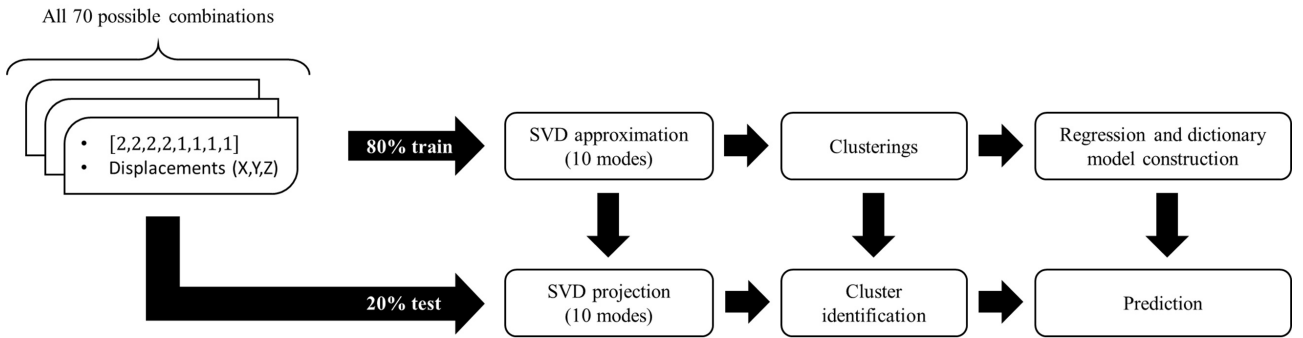 All 70 possible combinations
• [2,2,2,2,1,1,1,1]
• Displacements (X,Y,Z)
80% train
SVD approximation
(10 modes)
Clusterings
Regression and dictionary
model construction
20% test
SVD projection
(10 modes)
Cluster
identification
Prediction